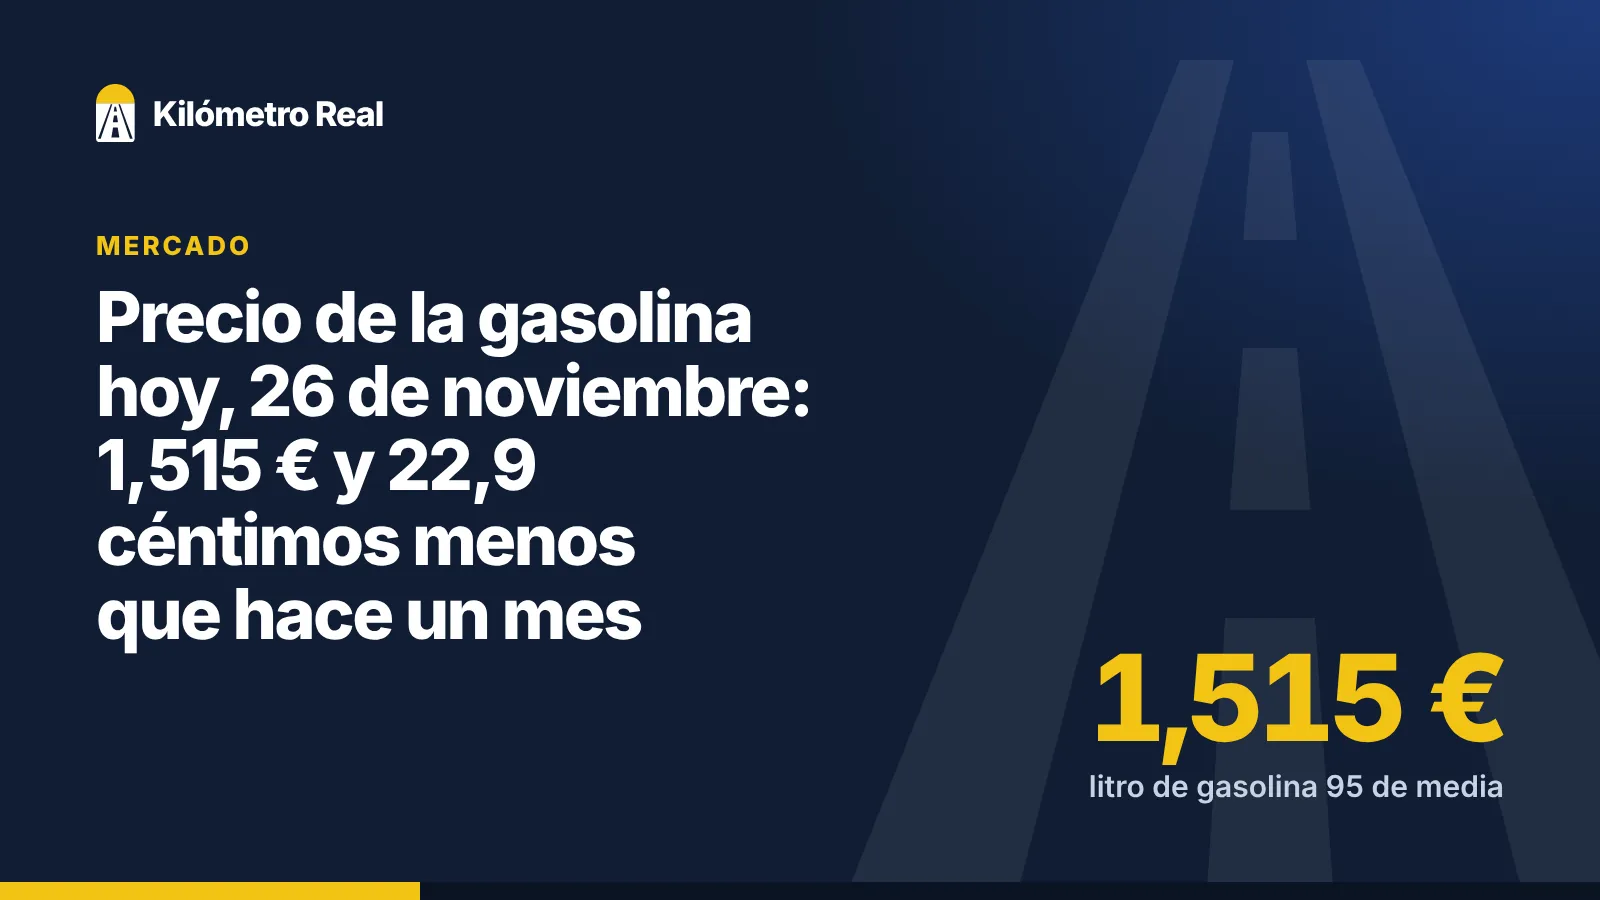 Kilómetro Real
MERCADO
Precio de la gasolina
hoy, 26 de noviembre:
1,515 € y 22,9
céntimos menos
que hace un mes
1,515 €
litro de gasolina 95 de media